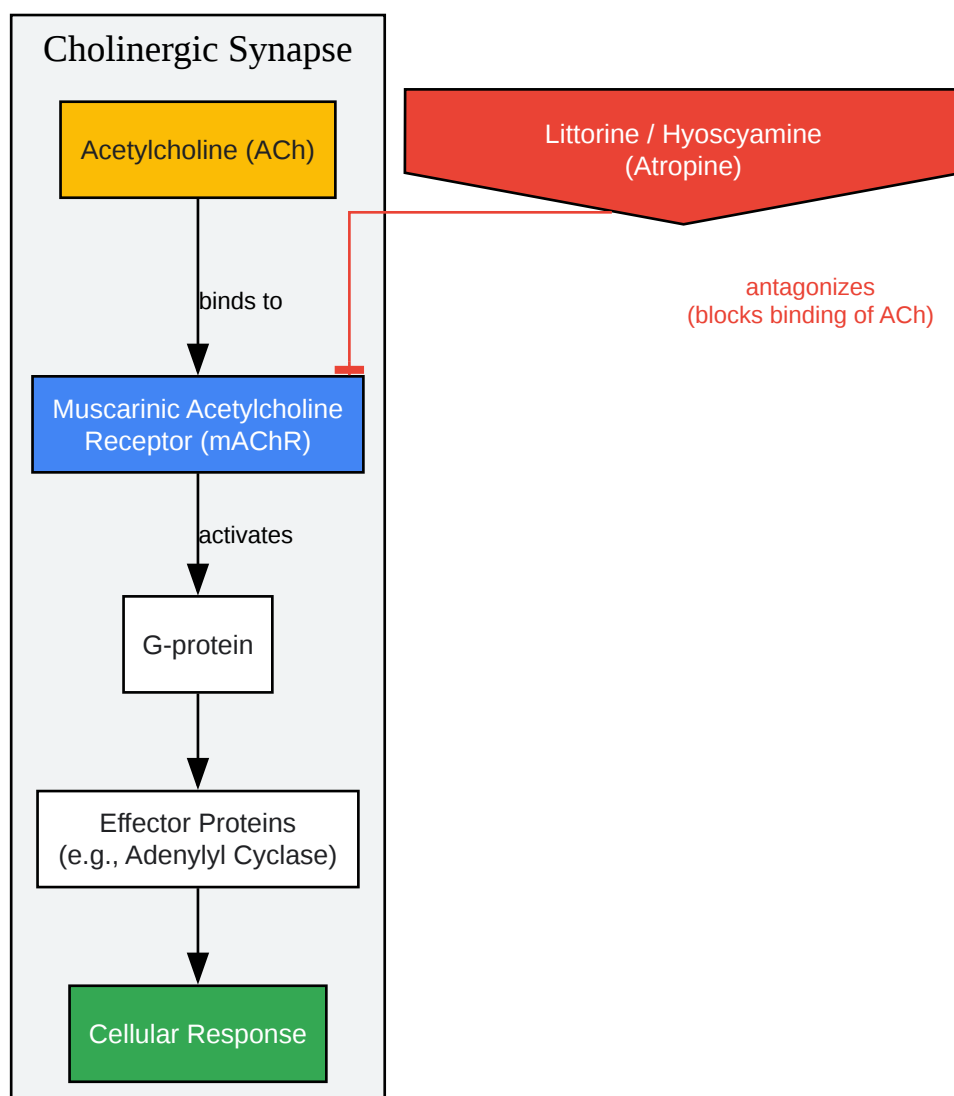 Cholinergic Synapse
Acetylcholine (ACh)
Littorine / Hyoscyamine
(Atropine)
binds to
antagonizes
(blocks binding of ACh)
Muscarinic Acetylcholine
Receptor (mAChR)
activates
G-protein
Effector Proteins
(e.g., Adenylyl Cyclase)
Cellular Response